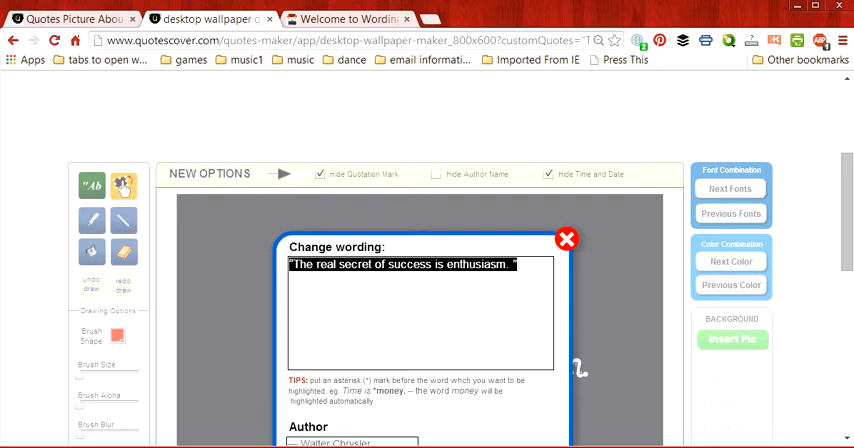 Quotes Picture Abou × desktop wallpaper q × Welcome to Wording ×
www.quotescover.com/quotes-maker/app/desktop-wallpaper-maker_800x600?customQuotes="T
Apps tabs to open w... games music1 music dance email informati... Imported From IE Press This Other bookmarks
NEW OPTIONS Hide Quotation Mark Hide Author Name Hide Time and Date
"Ab
undo draw redo draw
Drawing Options
Brush Shape
Brush Size
Brush Alpha
Brush Blur
Change wording:
"The real secret of success is enthusiasm. "
TIPS: put an asterisk (*) mark before the word whch you want to be
highlighted. eg. Time is *money. -- the word money will be
highlighted automatically
Author
— Walter Chrysler
Font Combination
Next Fonts
Previous Fonts
Color Combination
Next Color
Previous Color
BACKGROUND
Insert Pic